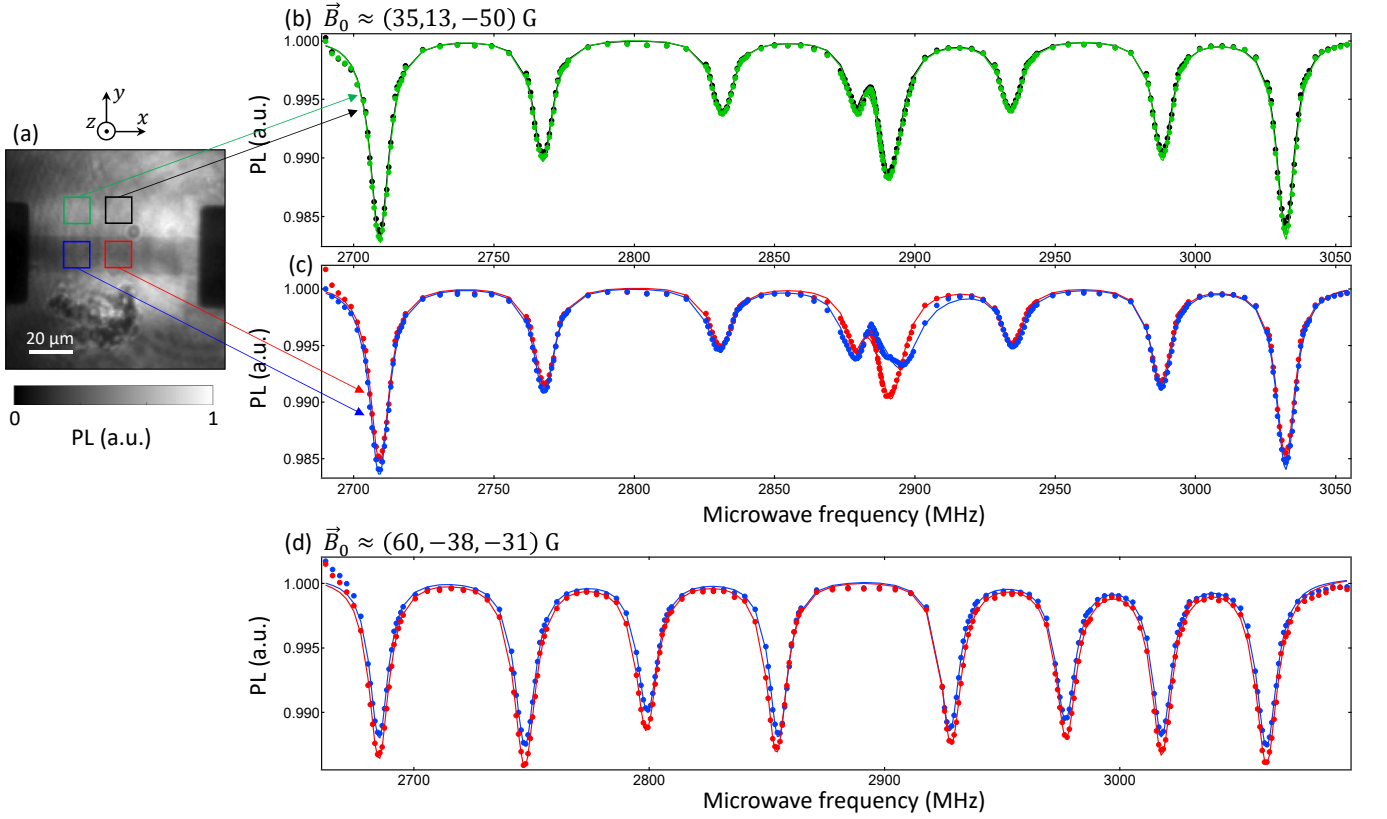 (b) B⃗₀ ≈ (35,13, −50) G
1.000
0.995
0.990
0.985
PL (a.u.)
2700 2750 2800 2850 2900 2950 3000 3050
y
z x
(a)
20 μm
0 1
PL (a.u.)
(c)
1.000
0.995
0.990
0.985
PL (a.u.)
2700 2750 2800 2850 2900 2950 3000 3050
Microwave frequency (MHz)
(d) B⃗₀ ≈ (60, −38, −31) G
1.000
0.995
0.990
PL (a.u.)
2700 2800 2900 3000
Microwave frequency (MHz)